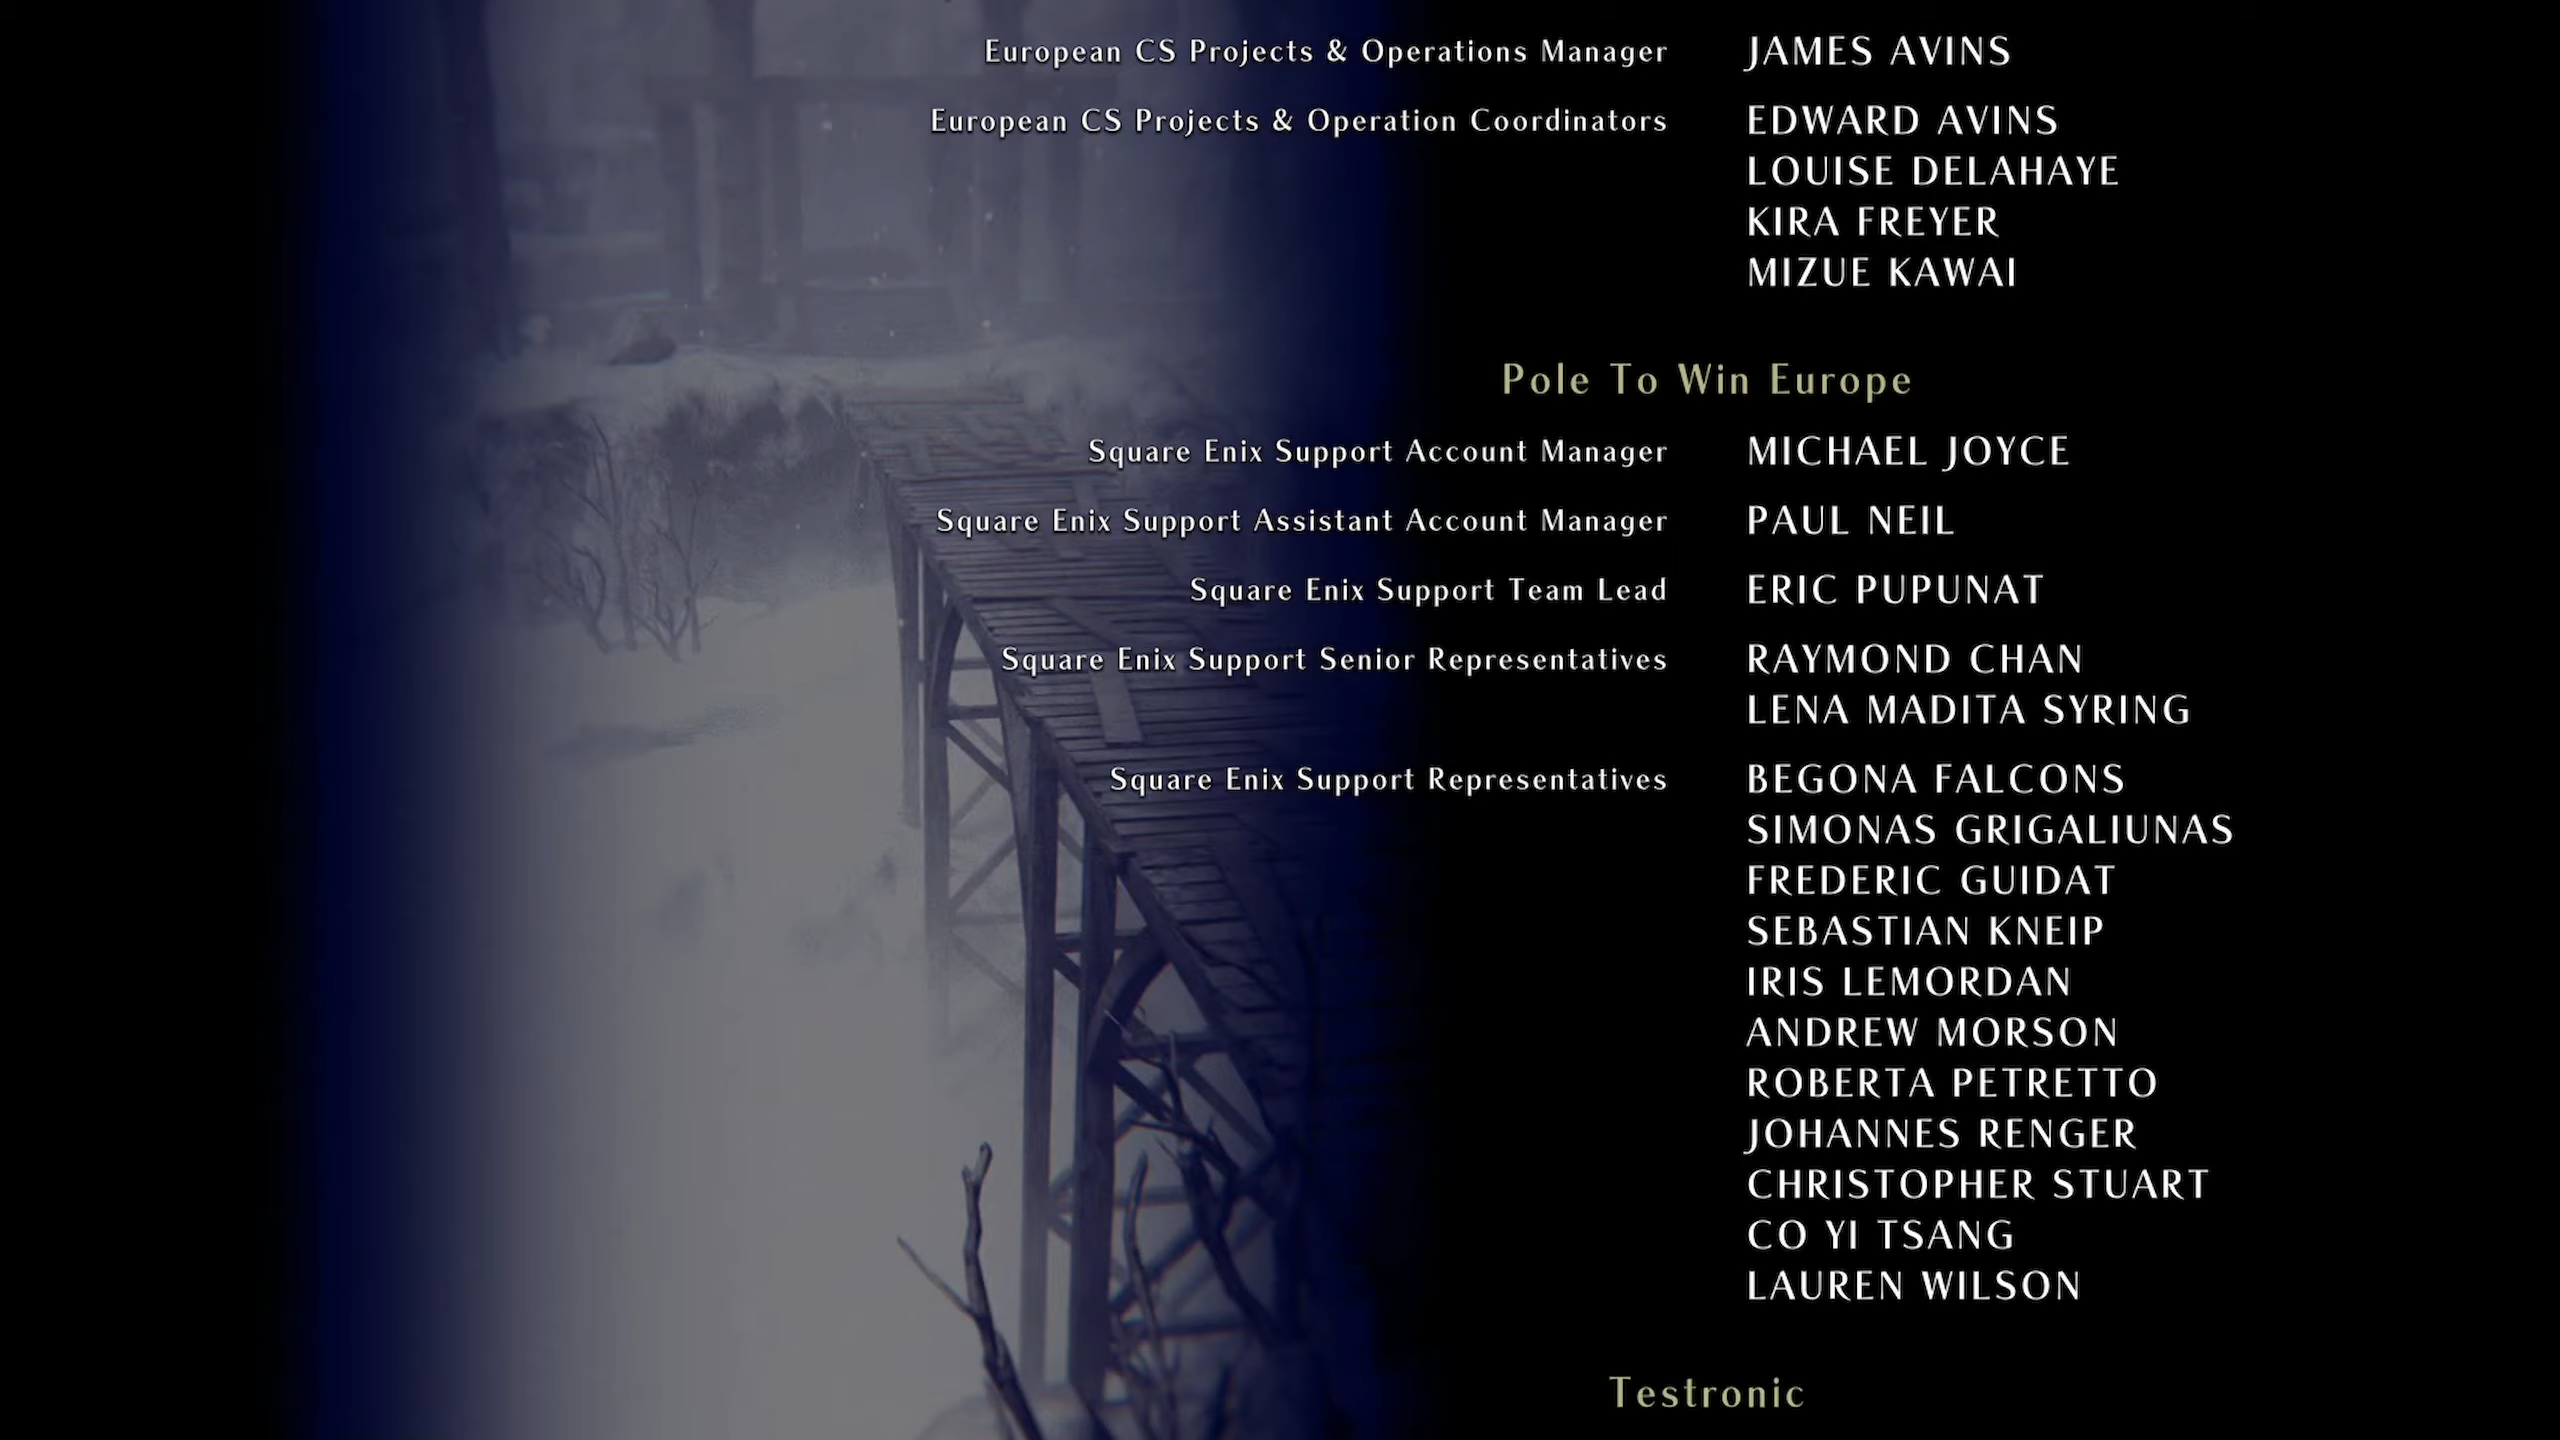 European CS Projects & Operations Manager JAMES AVINS
European CS Projects & Operation Coordinators EDWARD AVINS
LOUISE DELAHAYE
KIRA FREYER
MIZUE KAWAI
Pole To Win Europe
Square Enix Support Account Manager MICHAEL JOYCE
Square Enix Support Assistant Account Manager PAUL NEIL
Square Enix Support Team Lead ERIC PUPUNAT
Square Enix Support Senior Representatives RAYMOND CHAN
LENA MADITA SYRING
Square Enix Support Representatives BEGONA FALCONS
SIMONAS GRIGALIUNAS
FREDERIC GUIDAT
SEBASTIAN KNEIP
IRIS LEMORDAN
ANDREW MORSON
ROBERTA PETRETTO
JOHANNES RENGER
CHRISTOPHER STUART
CO YI TSANG
LAUREN WILSON
Testronic